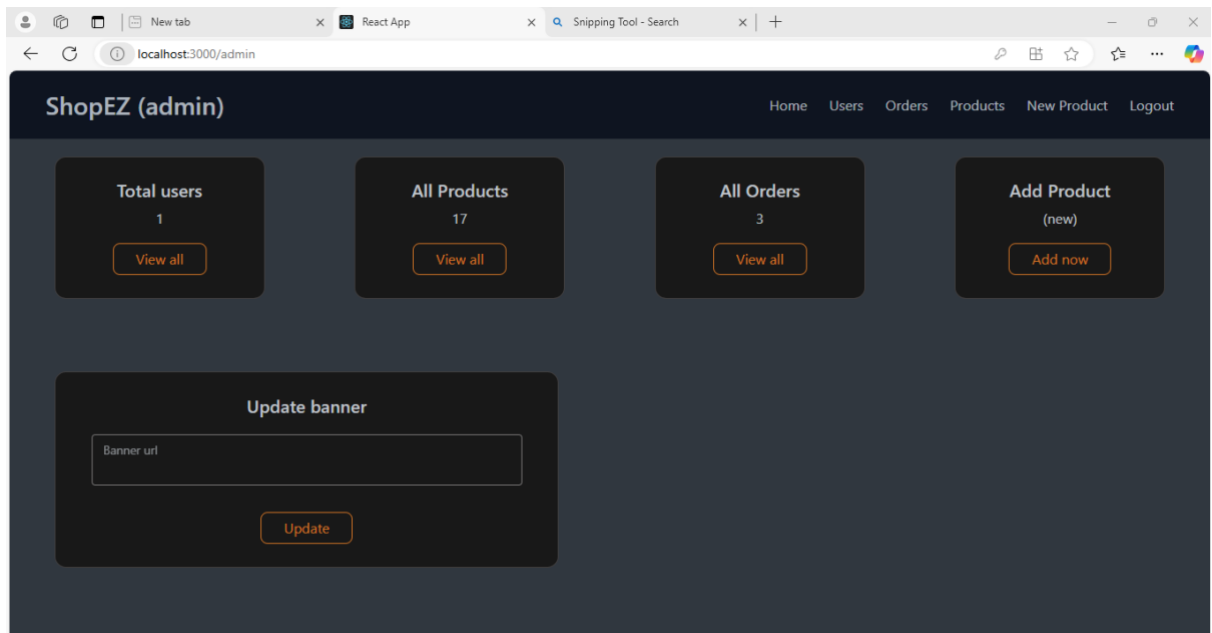 New tab
React App
Snipping Tool - Search
localhost:3000/admin
ShopEZ (admin)
Home Users Orders Products New Product Logout
Total users
1
View all
All Products
17
View all
All Orders
3
View all
Add Product
(new)
Add now
Update banner
Banner url
Update